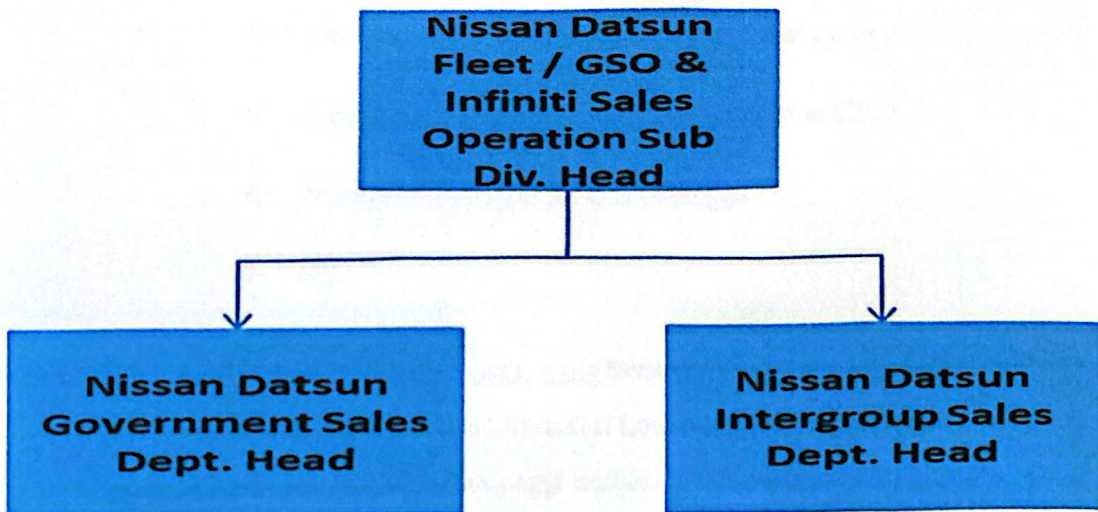 Nissan Datsun
Fleet / GSO &
Infiniti Sales
Operation Sub
Div. Head
Nissan Datsun
Government Sales
Dept. Head
Nissan Datsun
Intergroup Sales
Dept. Head